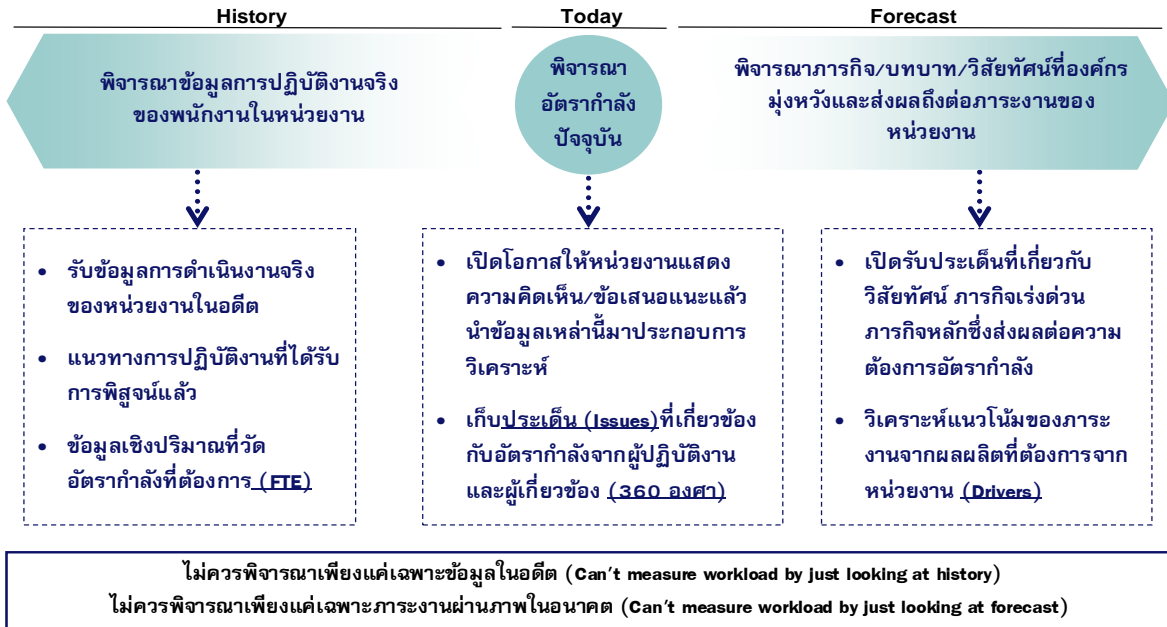 History
Today
Forecast
พิจารณาข้อมูลการปฏิบัติงานจริง
ของพนักงานในหน่วยงาน
พิจารณา
อัตรากำลัง
ปัจจุบัน
พิจารณาภารกิจ/บทบาท/วิสัยทัศน์ที่องค์กร
มุ่งหวังและส่งผลถึงต่อภาระงานของ
หน่วยงาน
• รับข้อมูลการดำเนินงานจริง
ของหน่วยงานในอดีต
• แนวทางการปฏิบัติงานที่ได้รับ
การพิสูจน์แล้ว
• ข้อมูลเชิงปริมาณที่วัด
อัตรากำลังที่ต้องการ (FTE)
• เปิดโอกาสให้หน่วยงานแสดง
ความคิดเห็น/ข้อเสนอแนะแล้ว
นำข้อมูลเหล่านี้มาประกอบการ
วิเคราะห์
• เก็บประเด็น (Issues)ที่เกี่ยวข้อง
กับอัตรากำลังจากผู้ปฏิบัติงาน
และผู้เกี่ยวข้อง (360 องศา)
• เปิดรับประเด็นที่เกี่ยวกับ
วิสัยทัศน์ ภารกิจเร่งด่วน
ภารกิจหลักซึ่งส่งผลต่อความ
ต้องการอัตรากำลัง
• วิเคราะห์แนวโน้มของภาระ
งานจากผลผลิตที่ต้องการจาก
หน่วยงาน (Drivers)
ไม่ควรพิจารณาเพียงแค่เฉพาะข้อมูลในอดีต (Can't measure workload by just looking at history)
ไม่ควรพิจารณาเพียงแค่เฉพาะภาระงานผ่านภาพในอนาคต (Can't measure workload by just looking at forecast)